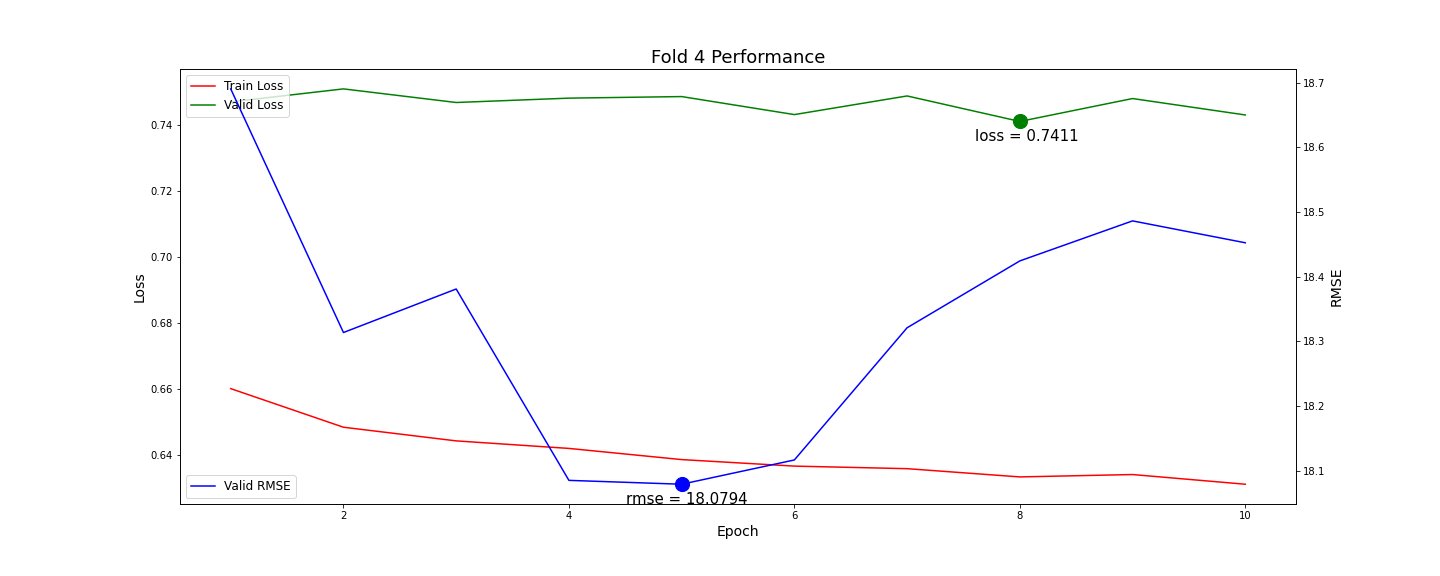 Fold 4 Performance
Train Loss
Valid Loss
Valid RMSE
0.74
0.72
0.70
0.68
0.66
0.64
Loss
18.7
18.6
18.5
18.4
18.3
18.2
18.1
RMSE
loss = 0.7411
rmse = 18.0794
2 4 6 8 10
Epoch